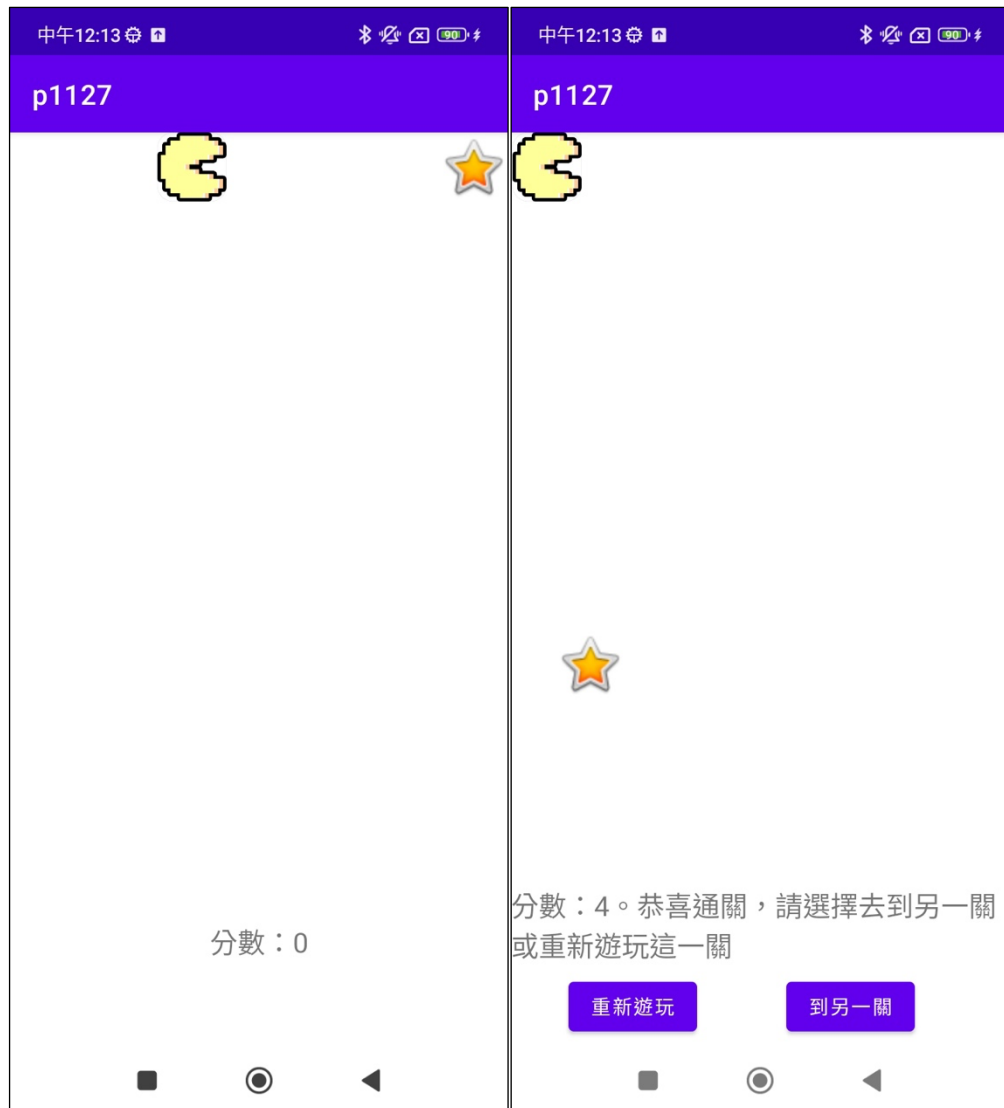 中午12:13
90
p1127
分數：0
中午12:13
90
p1127
分數：4。恭喜通關，請選擇去到另一關
或重新遊玩這一關
重新遊玩
到另一關